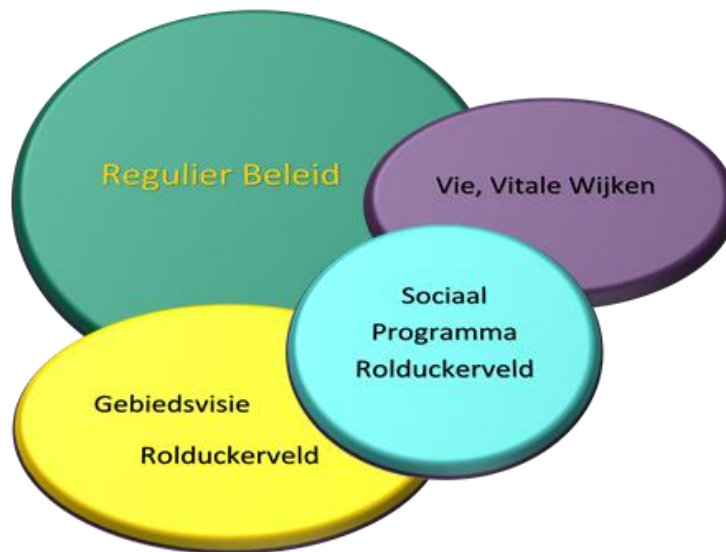 Regulier Beleid
Vie, Vitale Wijken
Sociaal
Programma
Rolduckerveld
Gebiedsvisie
Rolduckerveld